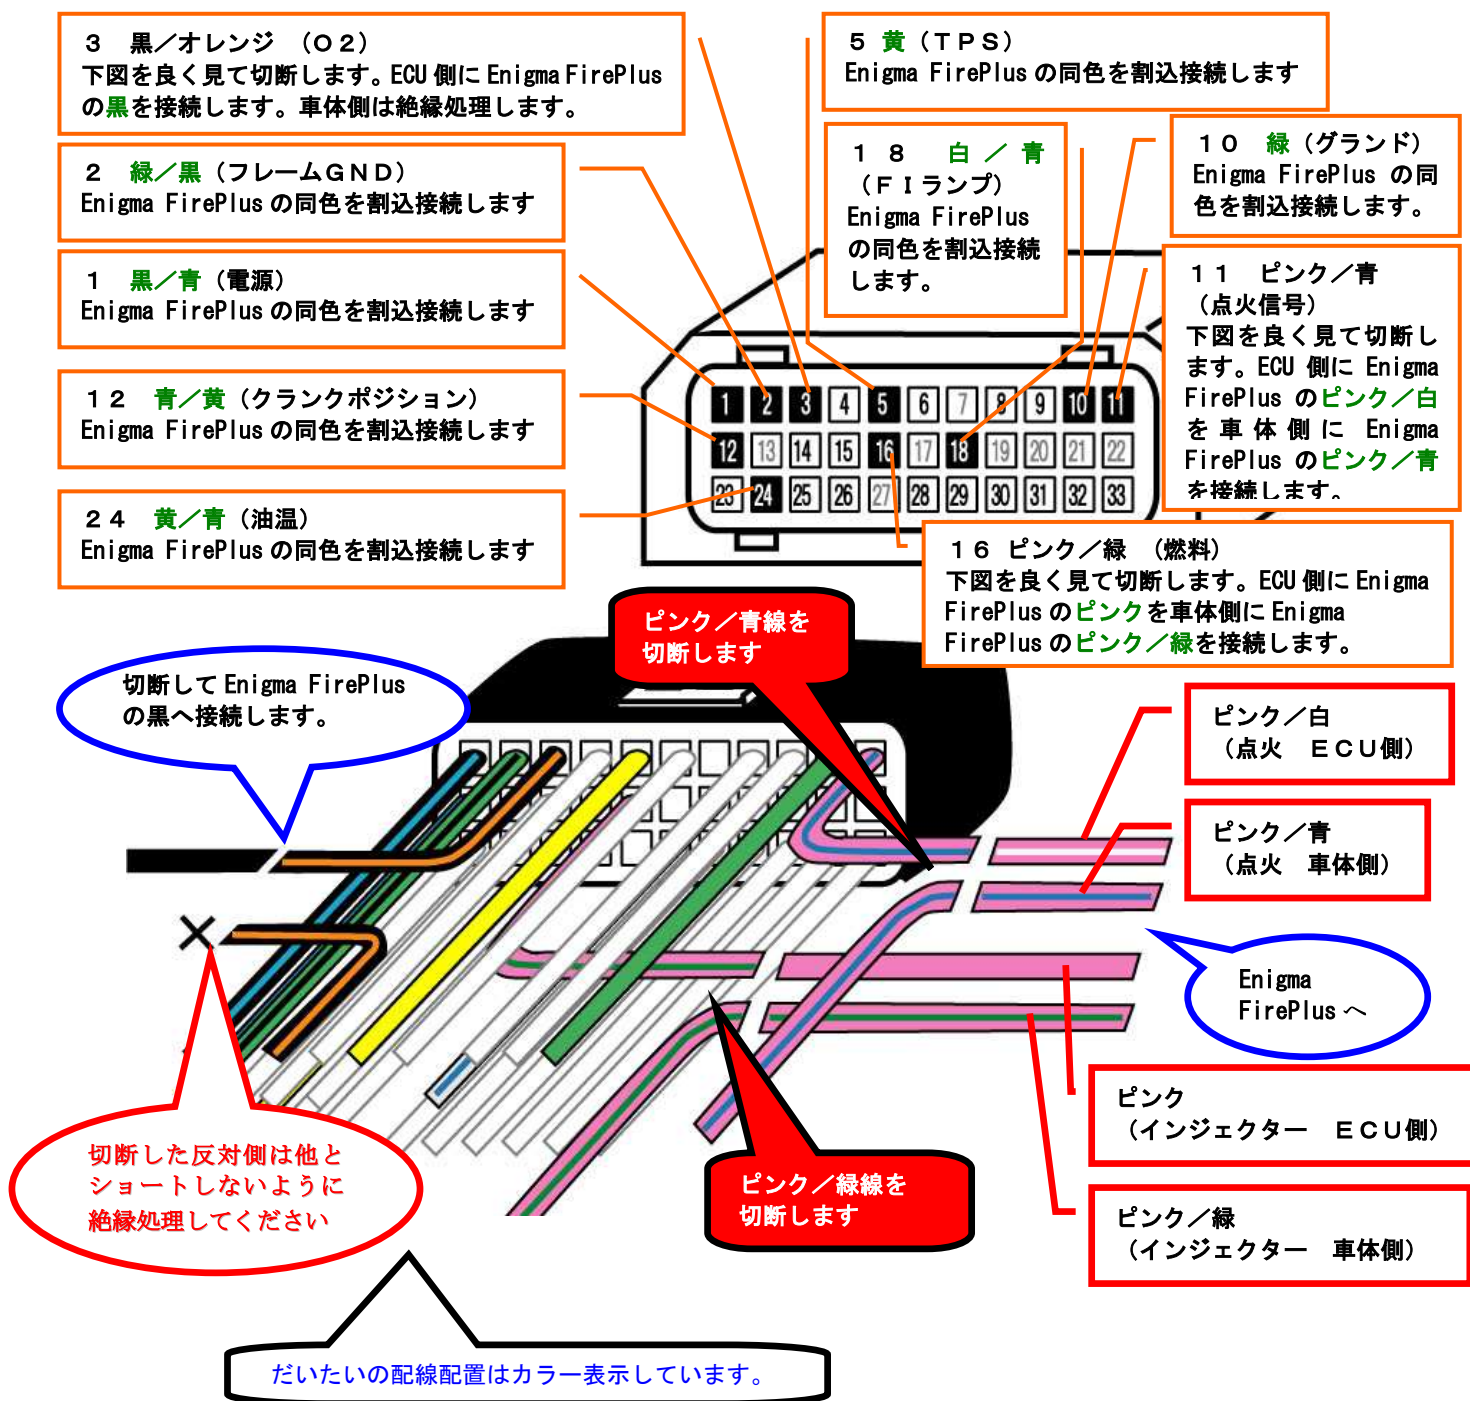 3　黒／オレンジ　（O２）
下図を良く見て切断します。ECU 側に Enigma FirePlus
の黒を接続します。車体側は絶縁処理します。
２　緑／黒（フレームＧＮＤ）
Enigma FirePlus の同色を割込接続します
１　黒／青（電源）
Enigma FirePlus の同色を割込接続します
１２　青／黄（クランクポジション）
Enigma FirePlus の同色を割込接続します
２４　黄／青（油温）
Enigma FirePlus の同色を割込接続します
５ 黄（ＴＰＳ）
Enigma FirePlus の同色を割込接続します
１８　白／青
（ＦＩランプ）
Enigma FirePlus
の同色を割込接続
します。
１０　緑（グランド）
Enigma FirePlus の同
色を割込接続します。
１１　ピンク／青
（点火信号）
下図を良く見て切断し
ます。ECU 側に Enigma
FirePlus のピンク／白
を車体側に Enigma
FirePlus のピンク／青
を接続します。
1 2 3 4 5 6 7 8 9 10 11
12 13 14 15 16 17 18 19 20 21 22
23 24 25 26 27 28 29 30 31 32 33
１６ ピンク／緑　（燃料）
下図を良く見て切断します。ECU 側に Enigma
FirePlus のピンクを車体側に Enigma
FirePlus のピンク／緑を接続します。
ピンク／青線を
切断します
切断して Enigma FirePlus
の黒へ接続します。
ピンク／白
（点火　ＥＣＵ側）
ピンク／青
（点火　車体側）
Enigma
FirePlus へ
ピンク
（インジェクター　ＥＣＵ側）
ピンク／緑
（インジェクター　車体側）
ピンク／緑線を
切断します
切断した反対側は他と
ショートしないように
絶縁処理してください
だいたいの配線配置はカラー表示しています。